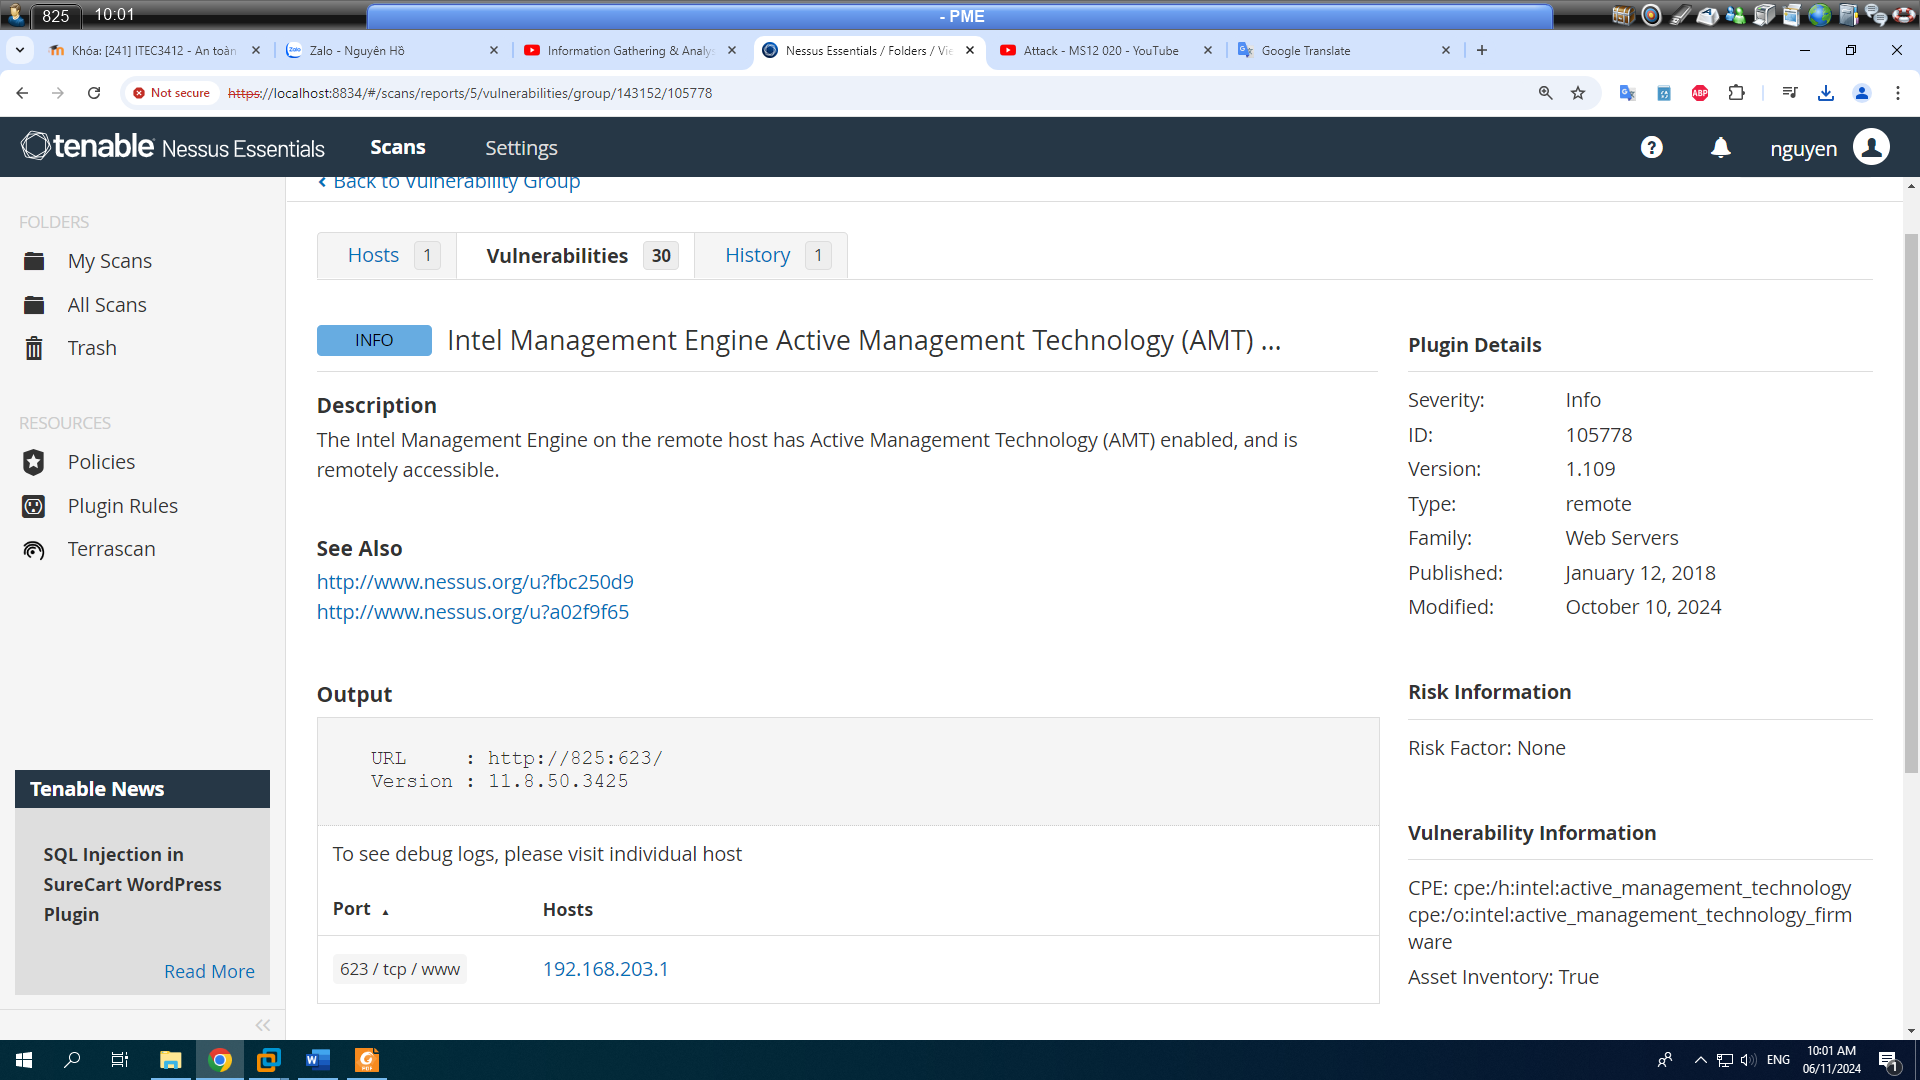 825
10:01
- PME
Khóa: [241] ITEC3412 - An toàn
Zalo - Nguyên Hồ
Information Gathering & Analys
Nessus Essentials / Folders / Vie
Attack - MS12 020 - YouTube
Google Translate
Not secure
https://localhost:8834/#/scans/reports/5/vulnerabilities/group/143152/105778
ABP
tenable Nessus Essentials
Scans
Settings
nguyen
Back to Vulnerability Group
FOLDERS
My Scans
All Scans
Trash
RESOURCES
Policies
Plugin Rules
Terrascan
Tenable News
SQL Injection in
SureCart WordPress
Plugin
Read More
Hosts 1
Vulnerabilities 30
History 1
INFO
Intel Management Engine Active Management Technology (AMT) ...
Description
The Intel Management Engine on the remote host has Active Management Technology (AMT) enabled, and is
remotely accessible.
See Also
http://www.nessus.org/u?fbc250d9
http://www.nessus.org/u?a02f9f65
Output
URL : http://825:623/
Version : 11.8.50.3425
To see debug logs, please visit individual host
Port ▲ Hosts
623 / tcp / www 192.168.203.1
Plugin Details
Severity: Info
ID: 105778
Version: 1.109
Type: remote
Family: Web Servers
Published: January 12, 2018
Modified: October 10, 2024
Risk Information
Risk Factor: None
Vulnerability Information
CPE: cpe:/h:intel:active_management_technology
cpe:/o:intel:active_management_technology_firm
ware
Asset Inventory: True
ENG
10:01 AM
06/11/2024
1